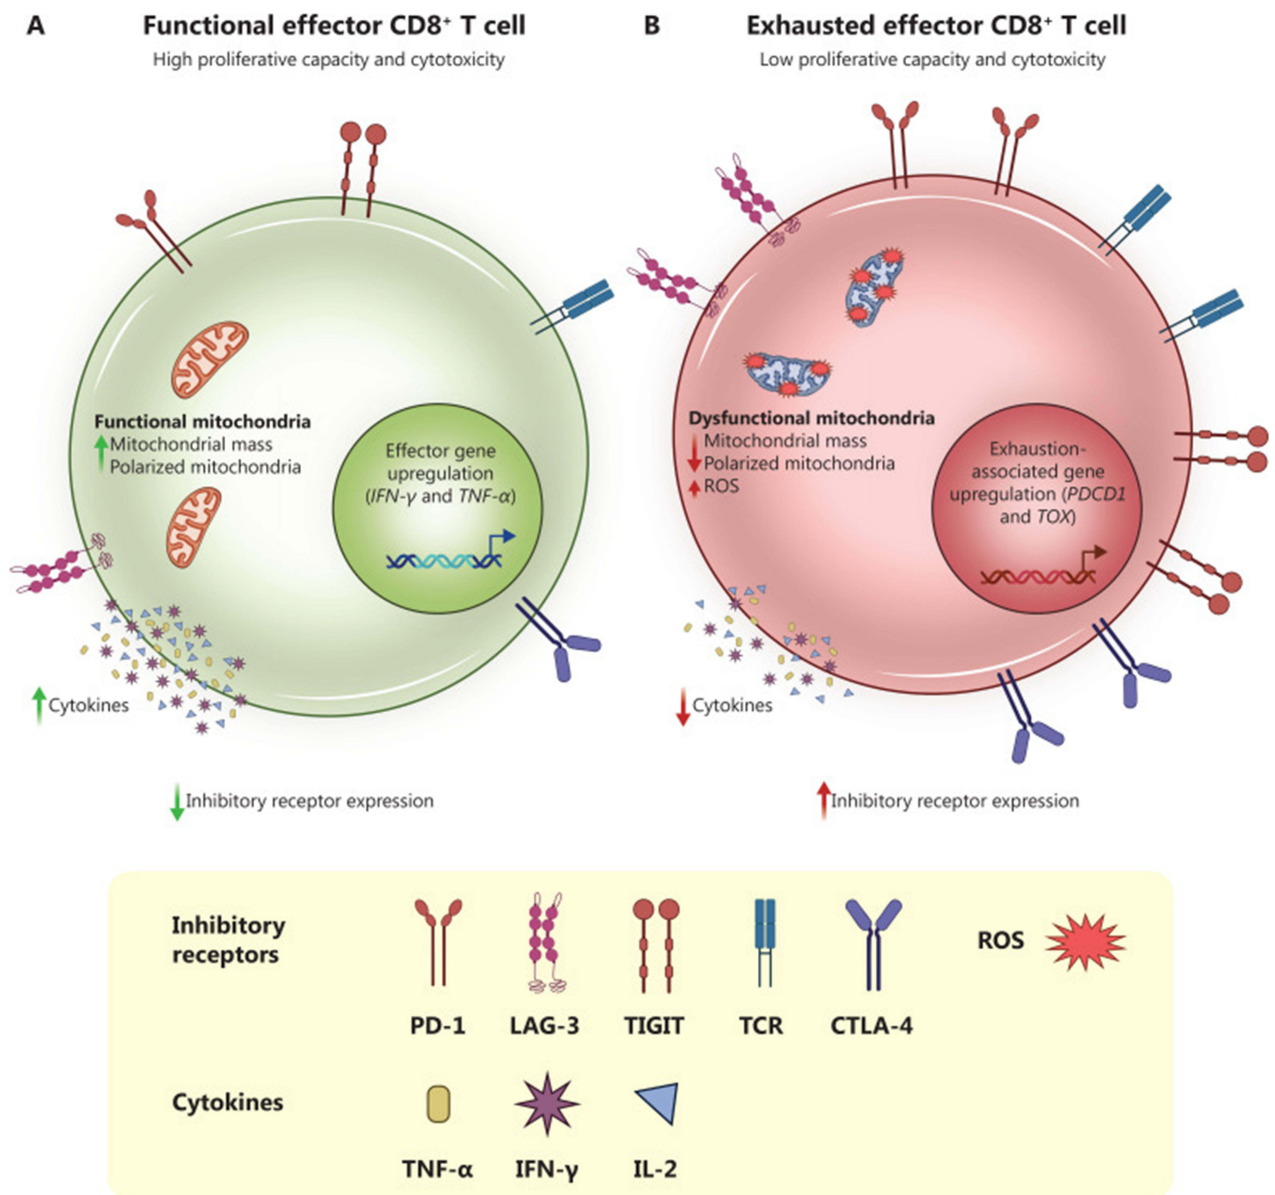 A
Functional effector CD8⁺ T cell
High proliferative capacity and cytotoxicity
Functional mitochondria
Mitochondrial mass
Polarized mitochondria
Effector gene
upregulation
(IFN-γ and TNF-α)
Cytokines
Inhibitory receptor expression
B
Exhausted effector CD8⁺ T cell
Low proliferative capacity and cytotoxicity
Dysfunctional mitochondria
Mitochondrial mass
Polarized mitochondria
ROS
Exhaustion-
associated gene
upregulation (PDCD1
and TOX)
Cytokines
Inhibitory receptor expression
Inhibitory
receptors
PD-1
LAG-3
TIGIT
TCR
CTLA-4
ROS
Cytokines
TNF-α
IFN-γ
IL-2